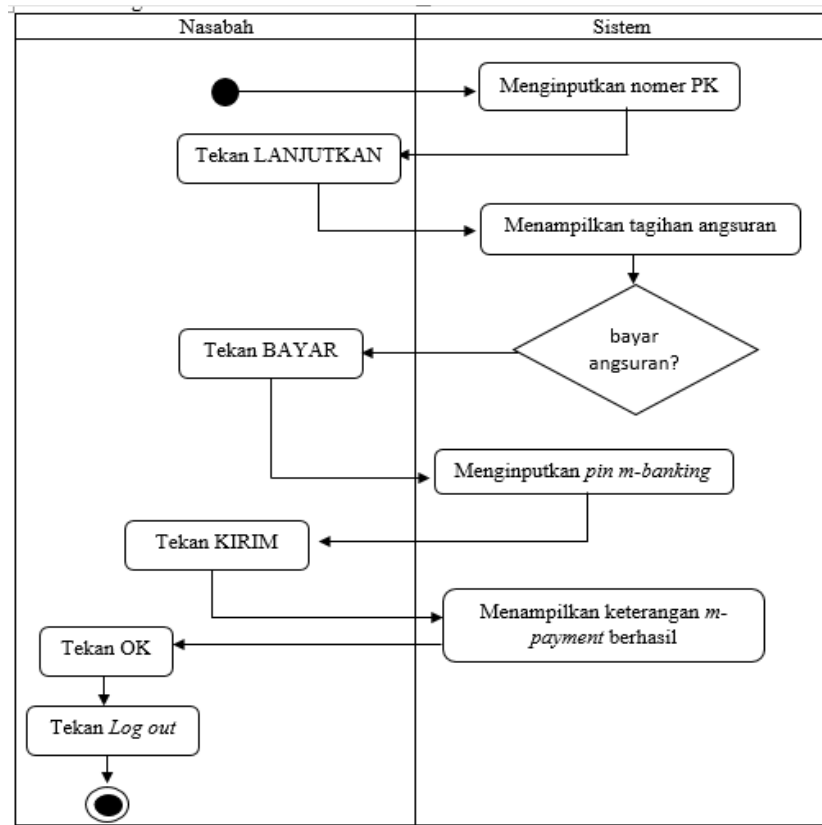 Nasabah
Sistem
Menginputkan nomer PK
Tekan LANJUTKAN
Menampilkan tagihan angsuran
bayar
angsuran?
Tekan BAYAR
Menginputkan pin m-banking
Tekan KIRIM
Menampilkan keterangan m-
payment berhasil
Tekan OK
Tekan Log out